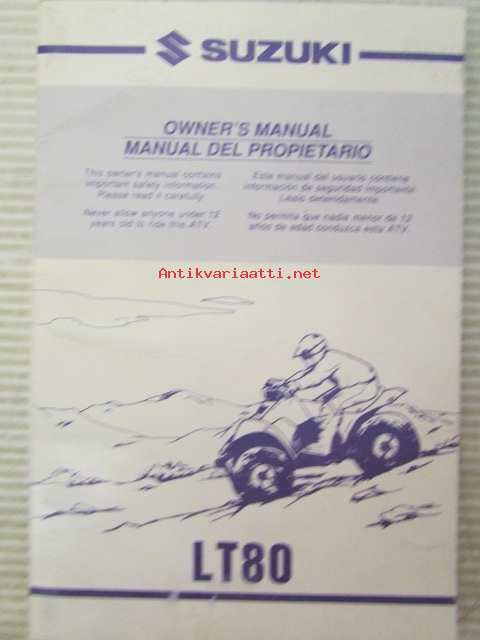 SUZUKI
OWNER'S MANUAL
MANUAL DEL PROPIETARIO
This owner's manual contains
important safety information.
Please read it carefully.
Never allow anyone under 12
years old to ride this ATV.
Este manual del usuario contiene
información de seguridad importante.
Léalo detenidamente.
No permita que nadie menor de 12
años de edad conduzca este ATV.
Antikvariaatti.net
LT80